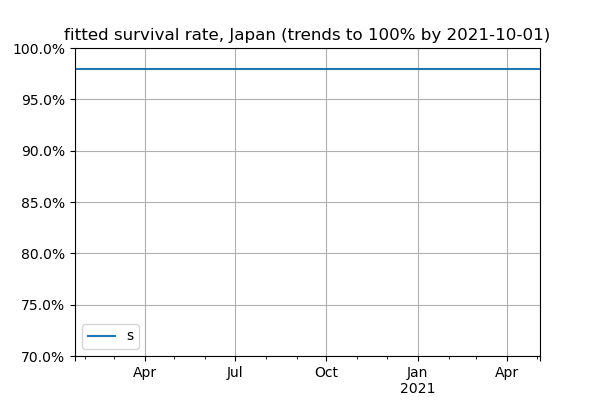 fitted survival rate, Japan (trends to 100% by 2021-10-01)
100.0%
95.0%
90.0%
85.0%
80.0%
75.0%
70.0%
s
Apr Jul Oct Jan Apr
2021